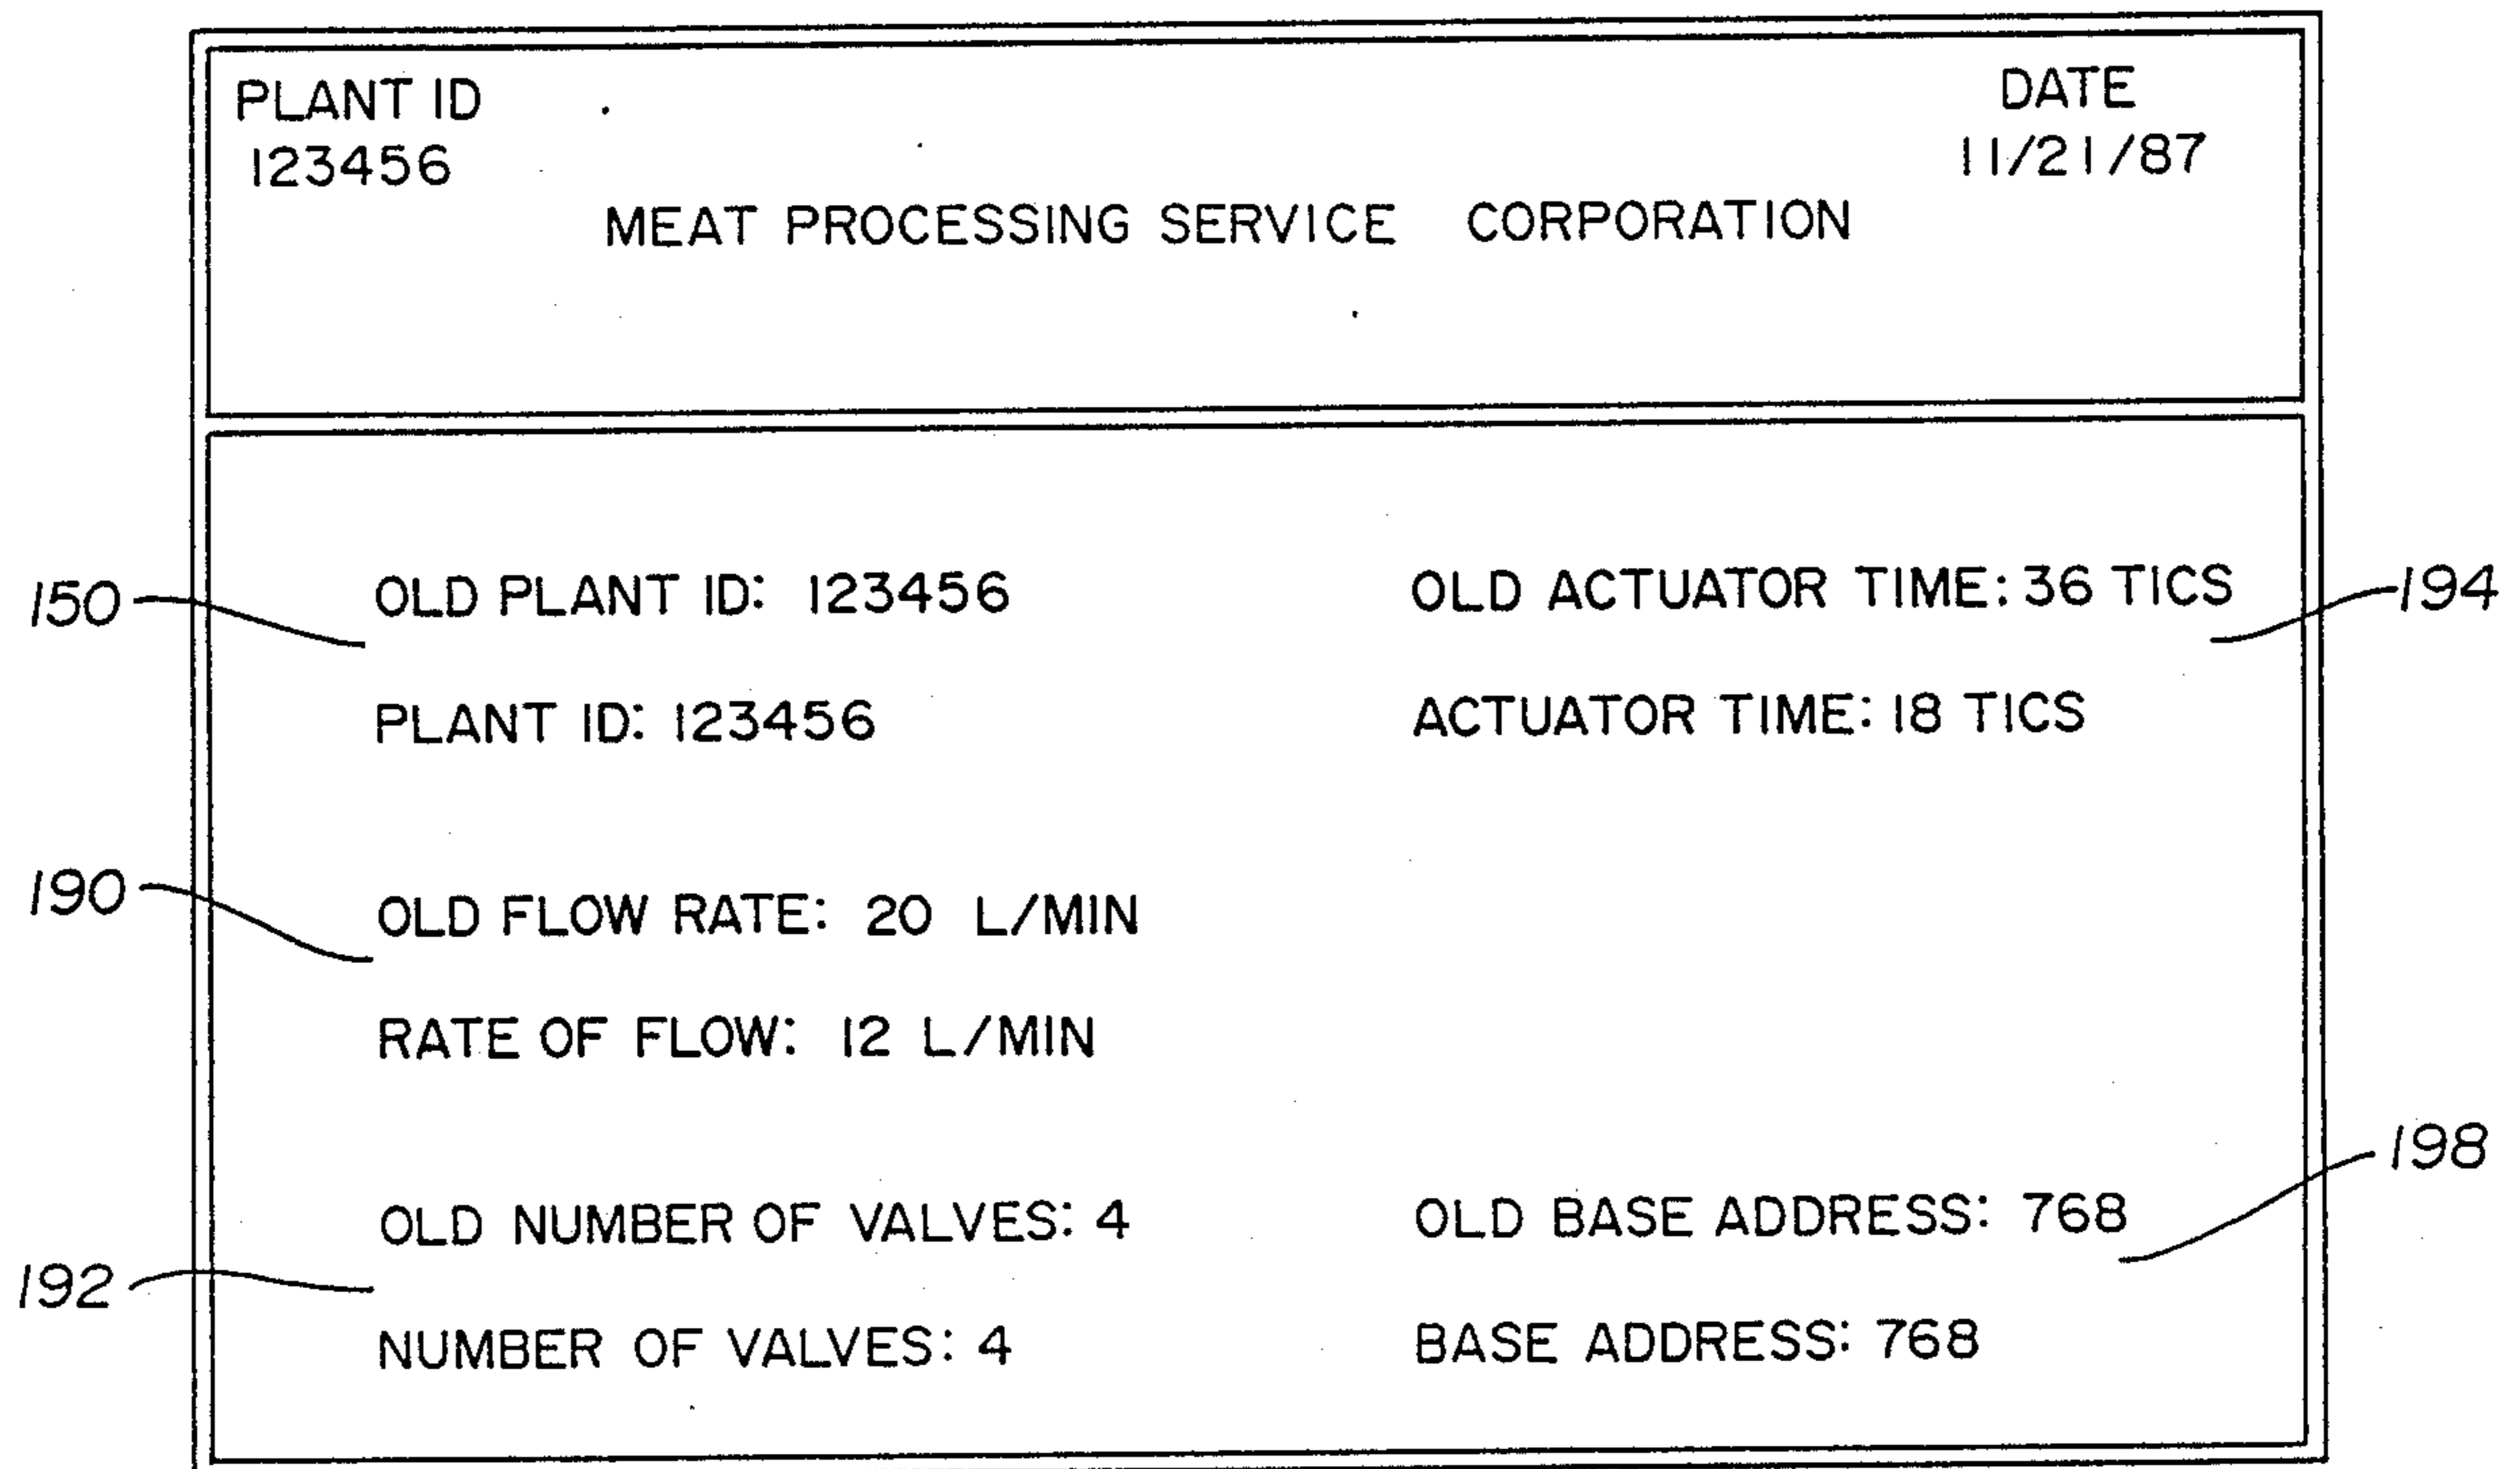 PLANT ID
DATE
123456
11/21/87
MEAT PROCESSING SERVICE CORPORATION
150
OLD PLANT ID: 123456
OLD ACTUATOR TIME: 36 TICS
194
PLANT ID: 123456
ACTUATOR TIME: 18 TICS
190
OLD FLOW RATE: 20 L/MIN
RATE OF FLOW: 12 L/MIN
198
OLD NUMBER OF VALVES: 4
OLD BASE ADDRESS: 768
192
NUMBER OF VALVES: 4
BASE ADDRESS: 768